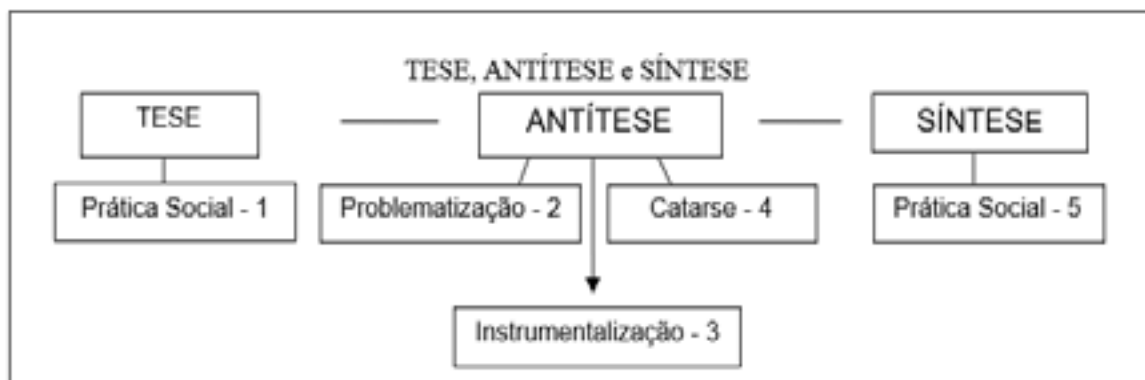 TESE, ANTÍTESE e SÍNTESE
TESE
ANTÍTESE
SÍNTESE
Prática Social - 1
Problematização - 2
Catarse - 4
Prática Social - 5
Instrumentalização - 3